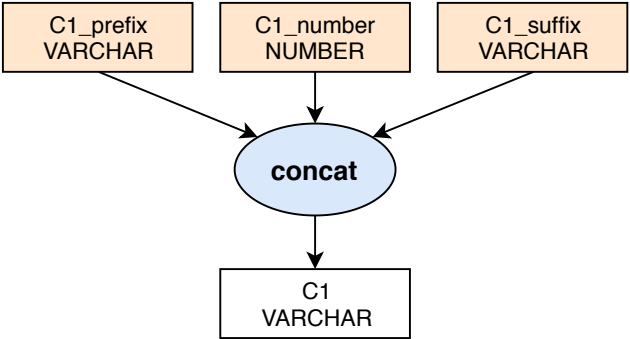 C1_prefix
VARCHAR
C1_number
NUMBER
C1_suffix
VARCHAR
concat
C1
VARCHAR